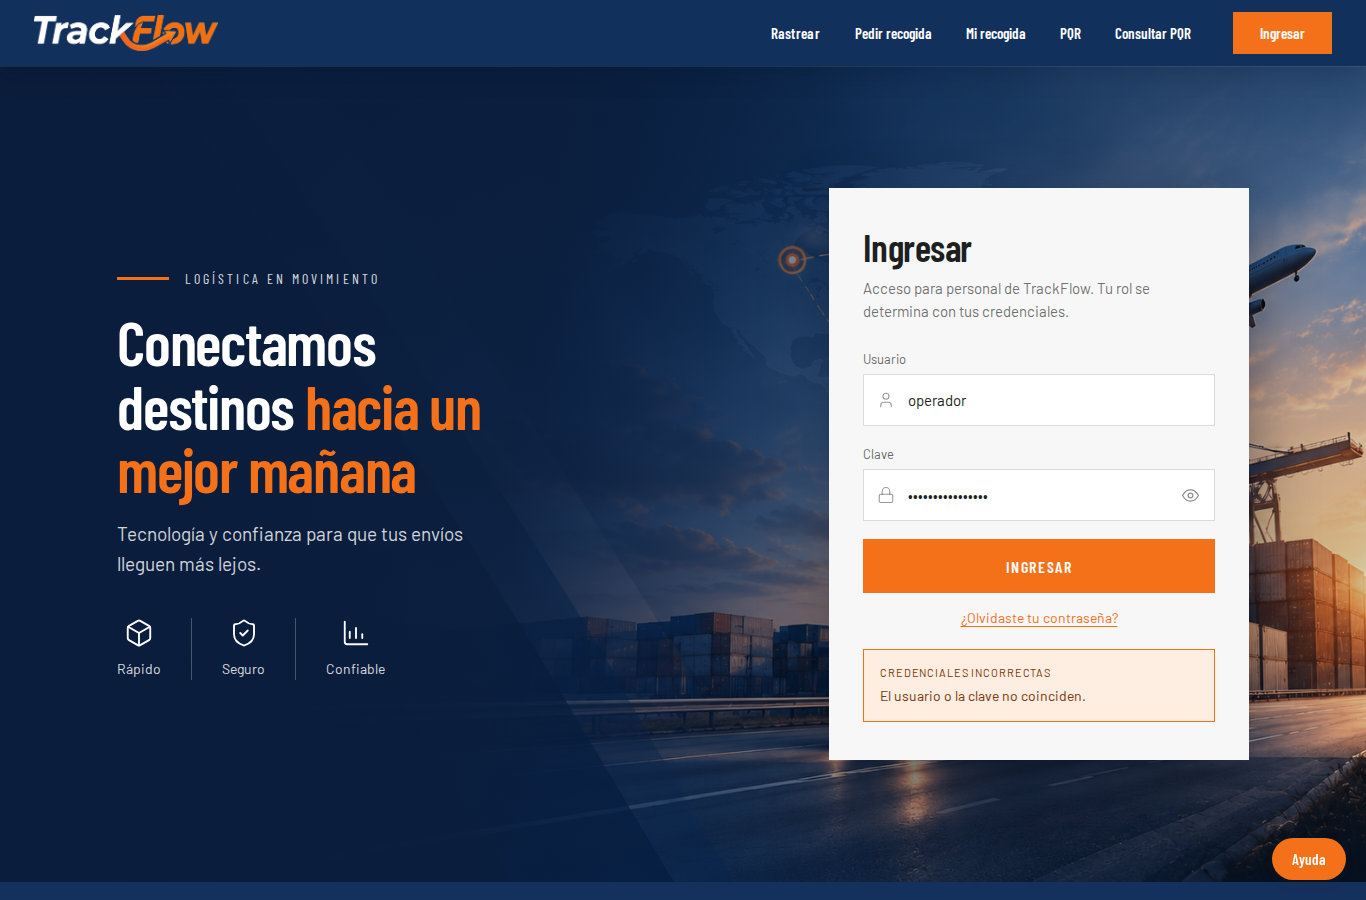 TrackFlow
Rastrear
Pedir recogida
Mi recogida
PQR
Consultar PQR
Ingresar
LOGÍSTICA EN MOVIMIENTO
Conectamos
destinos hacia un
mejor mañana
Tecnología y confianza para que tus envíos
lleguen más lejos.
Rápido
Seguro
Confiable
Ingresar
Acceso para personal de TrackFlow. Tu rol se
determina con tus credenciales.
Usuario
operador
Clave
••••••••••••••••
INGRESAR
¿Olvidaste tu contraseña?
CREDENCIALES INCORRECTAS
El usuario o la clave no coinciden.
Ayuda